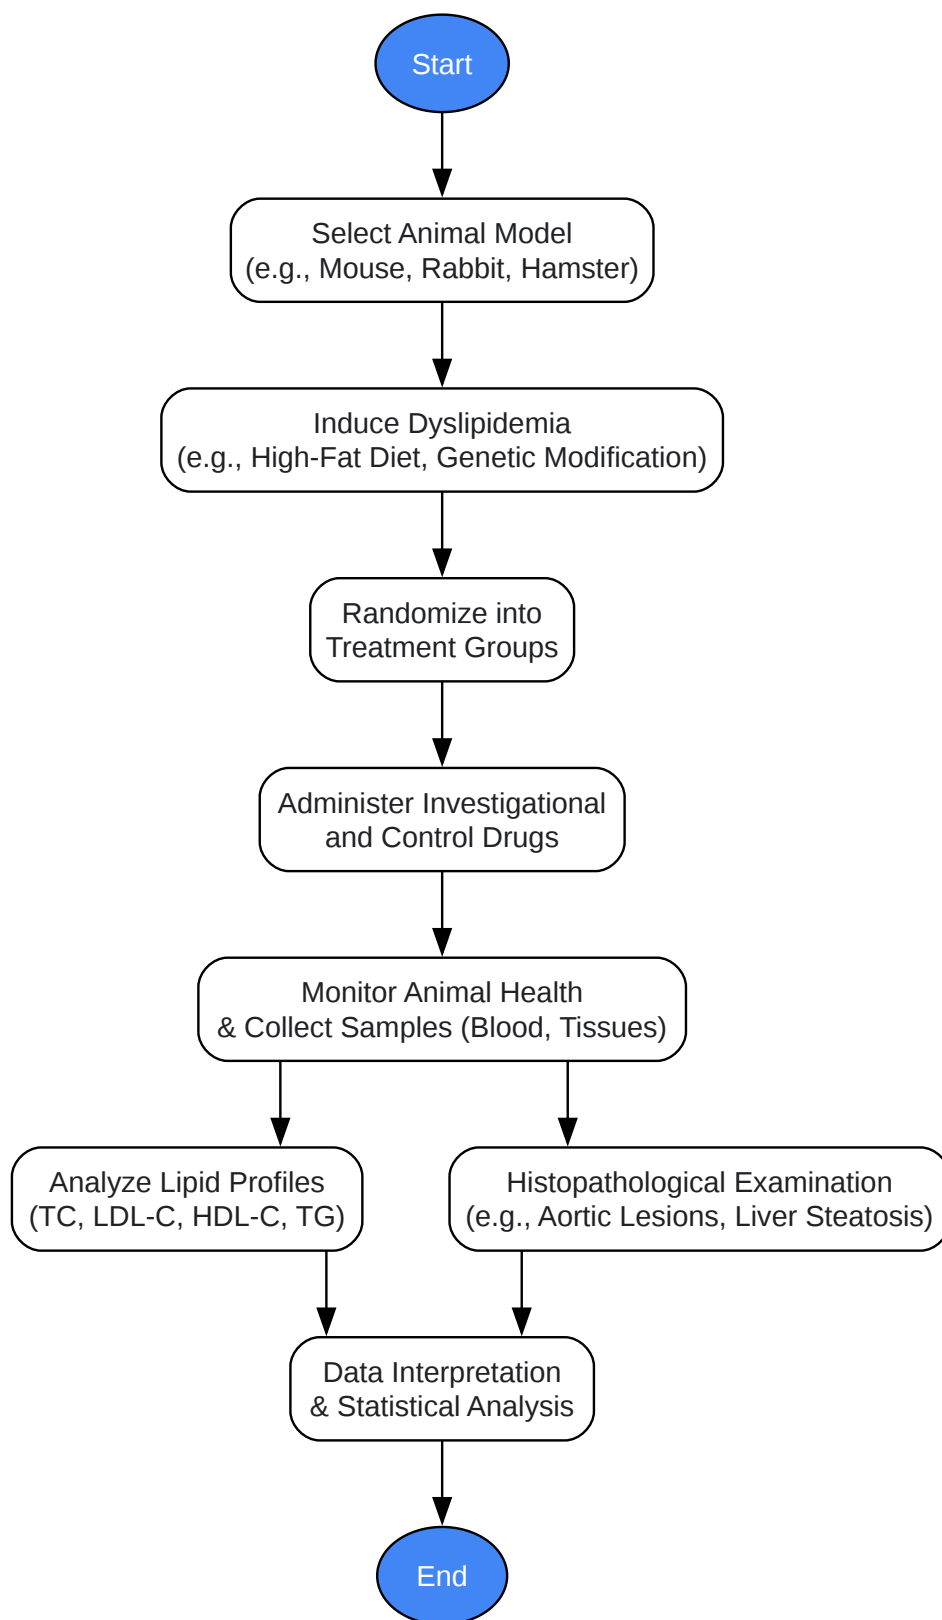 Start
Select Animal Model
(e.g., Mouse, Rabbit, Hamster)
Induce Dyslipidemia
(e.g., High-Fat Diet, Genetic Modification)
Randomize into
Treatment Groups
Administer Investigational
and Control Drugs
Monitor Animal Health
& Collect Samples (Blood, Tissues)
Analyze Lipid Profiles
(TC, LDL-C, HDL-C, TG)
Histopathological Examination
(e.g., Aortic Lesions, Liver Steatosis)
Data Interpretation
& Statistical Analysis
End